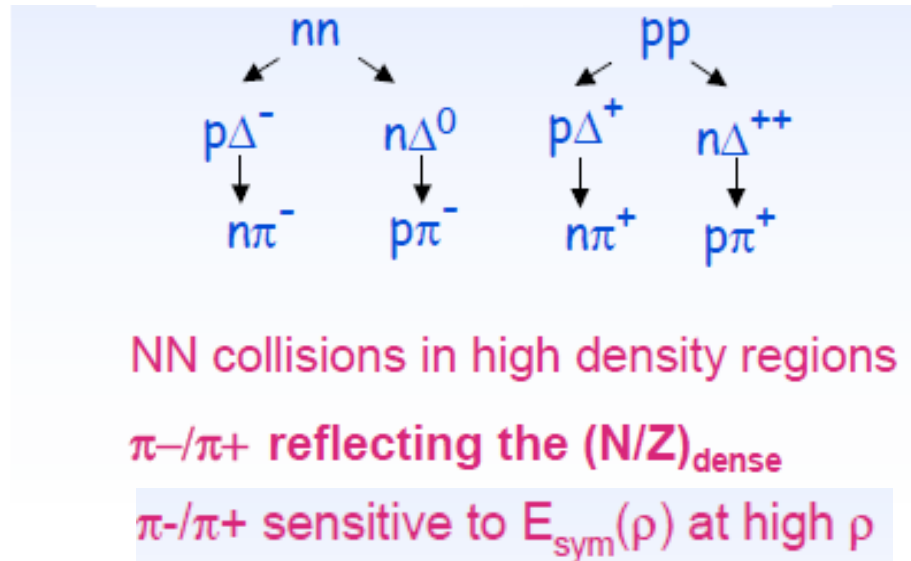 nn pp
pΔ⁻ nΔ⁰ pΔ⁺ nΔ⁺⁺
nπ⁻ pπ⁻ nπ⁺ pπ⁺
NN collisions in high density regions
π–/π+ reflecting the (N/Z)dense
π-/π+ sensitive to Esym(ρ) at high ρ